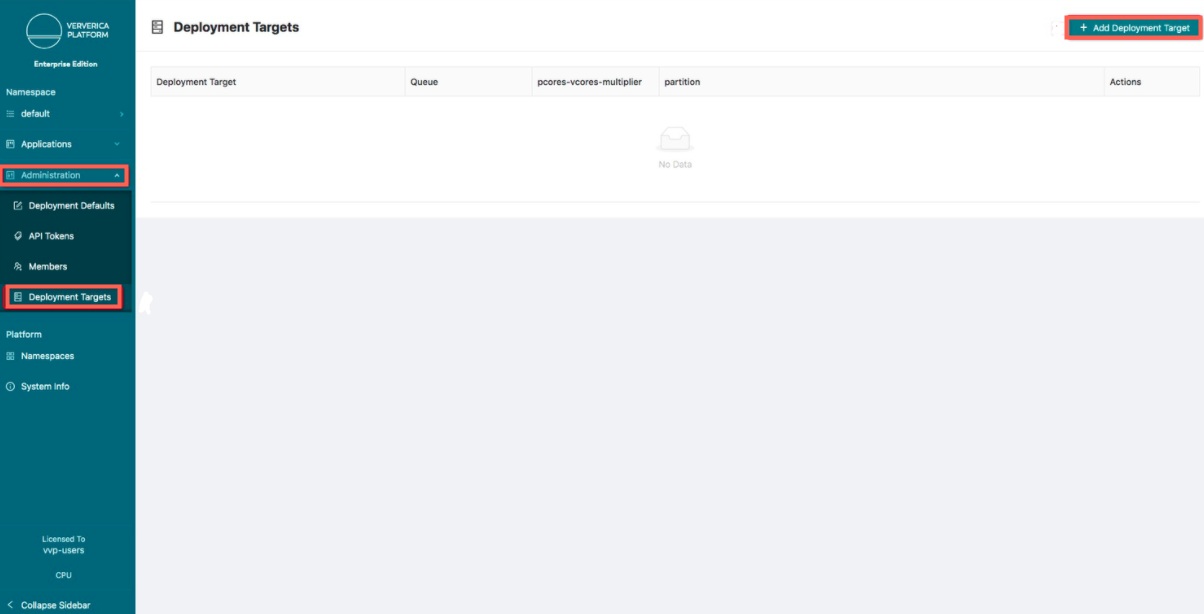 VERVERICA
PLATFORM
Enterprise Edition
Namespace
default
Applications
Administration
Deployment Defaults
API Tokens
Members
Deployment Targets
Platform
Namespaces
System Info
Licensed To
vvp-users
CPU
Collapse Sidebar
Deployment Targets
+ Add Deployment Target
Deployment Target Queue pcores-vcores-multiplier partition Actions
No Data